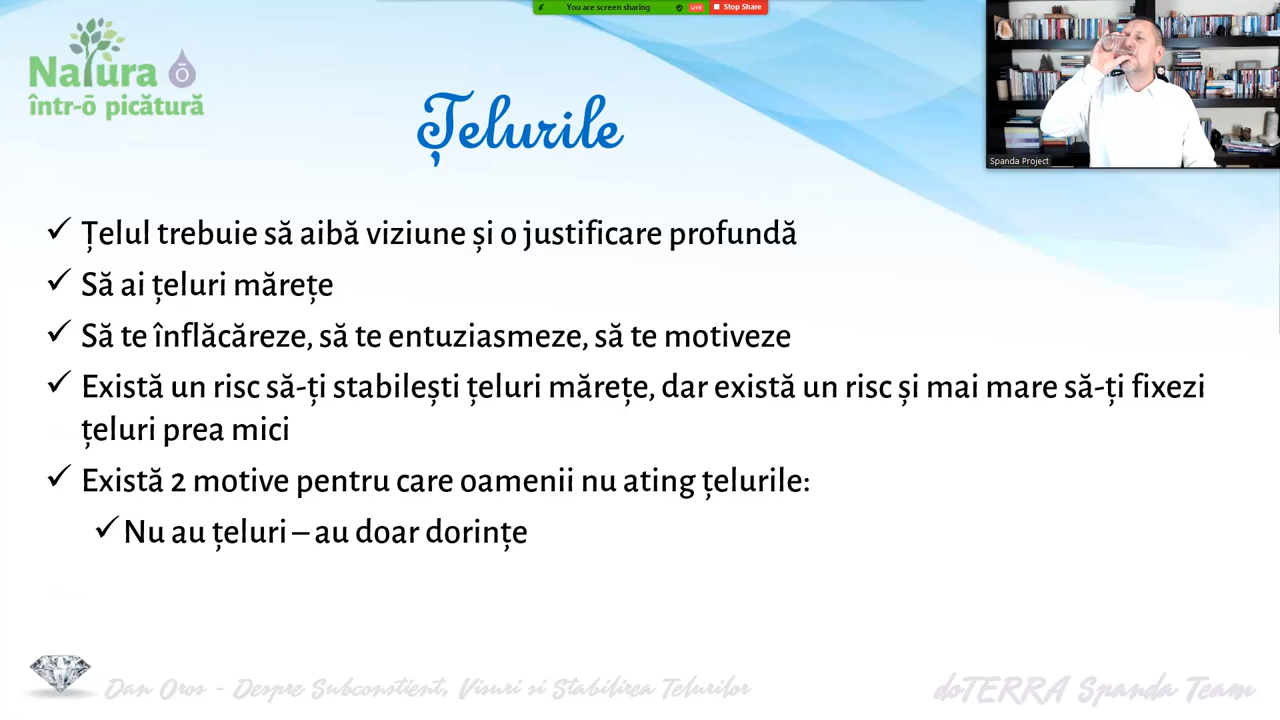 You are screen sharing
LIVE
Stop Share
Natura
într-o picătură
Țelurile
Spanda Project
Țelul trebuie să aibă viziune și o justificare profundă
Să ai țeluri mărețe
Să te înflăcăreze, să te entuziasmeze, să te motiveze
Există un risc să-ți stabilești țeluri mărețe, dar există un risc și mai mare să-ți fixezi
țeluri prea mici
Există 2 motive pentru care oamenii nu ating țelurile:
Nu au țeluri – au doar dorințe
Dan Oros - Despre Subconstient, Visuri si Stabilirea Telurilor
doTERRA Spanda Team